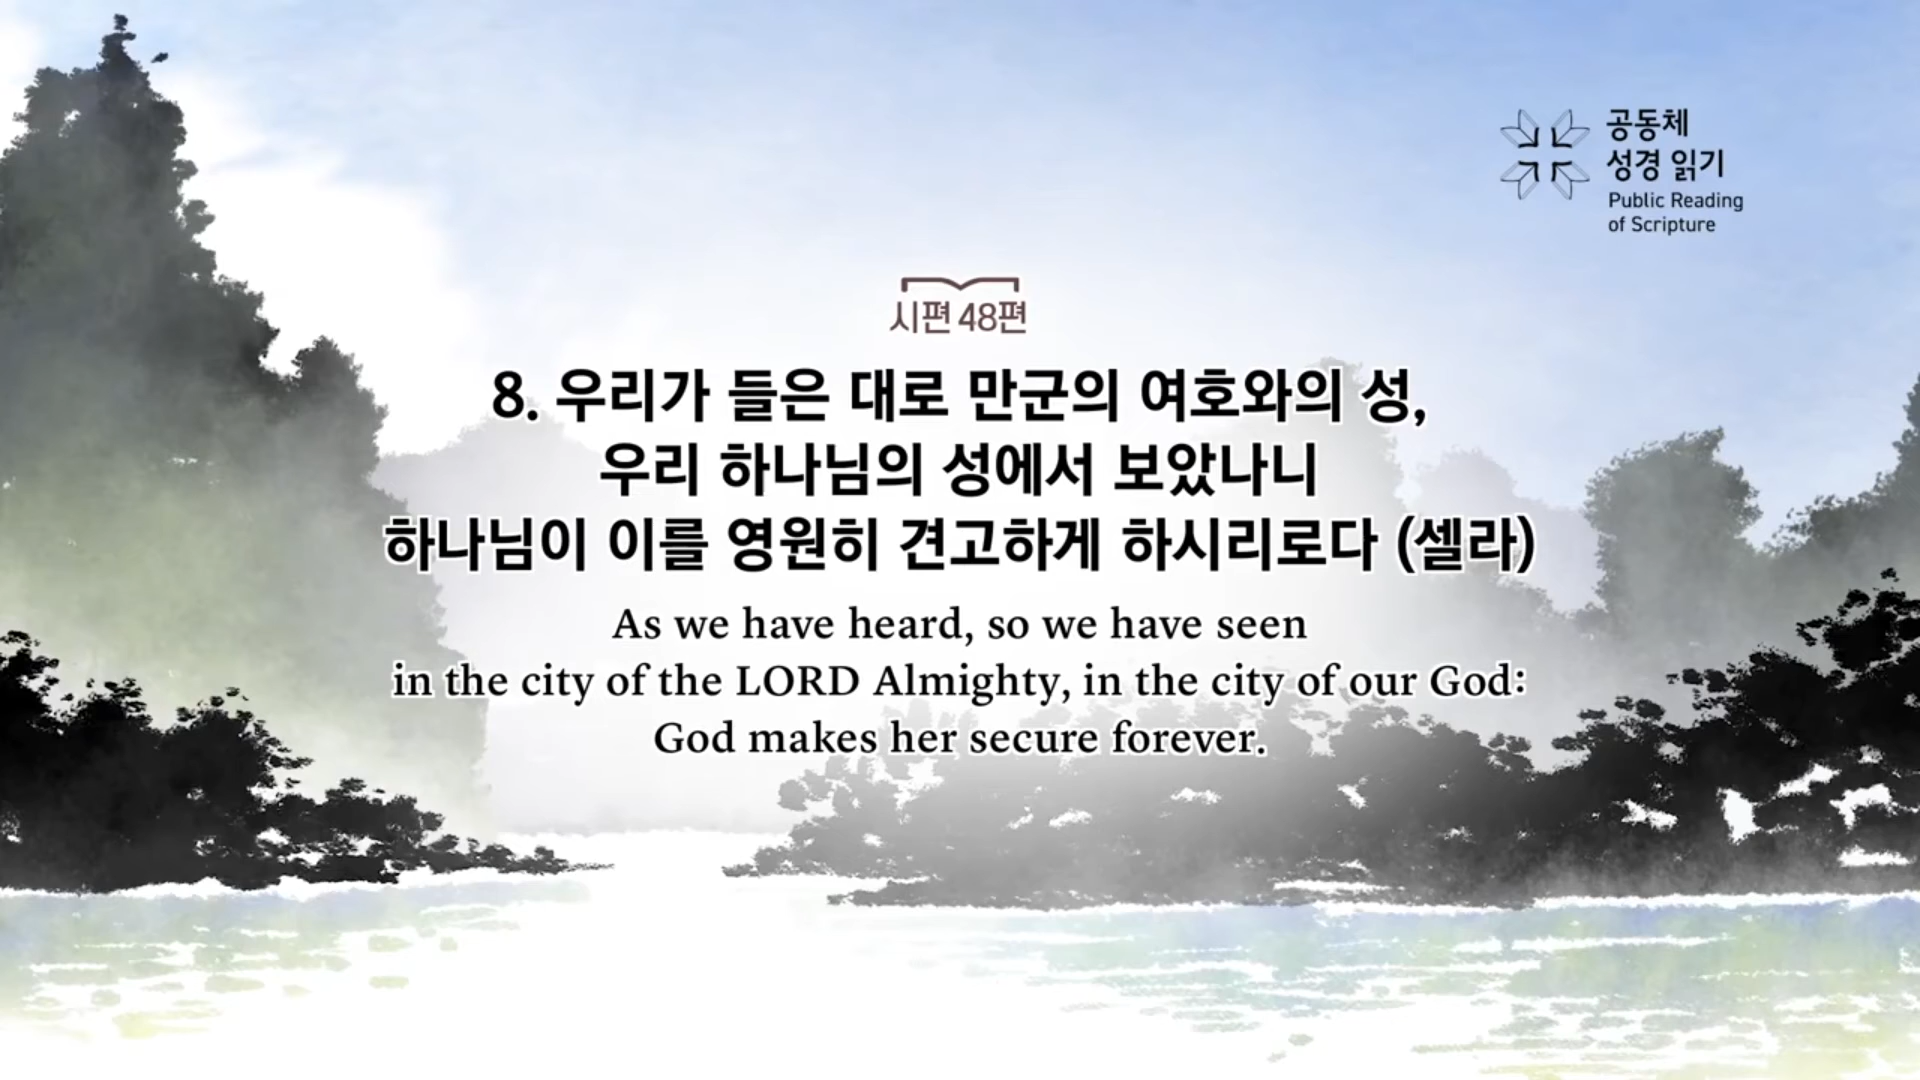 공동체
성경 읽기
Public Reading
of Scripture
시편 48편
8. 우리가 들은 대로 만군의 여호와의 성,
우리 하나님의 성에서 보았나니
하나님이 이를 영원히 견고하게 하시리로다 (셀라)
As we have heard, so we have seen
in the city of the LORD Almighty, in the city of our God:
God makes her secure forever.